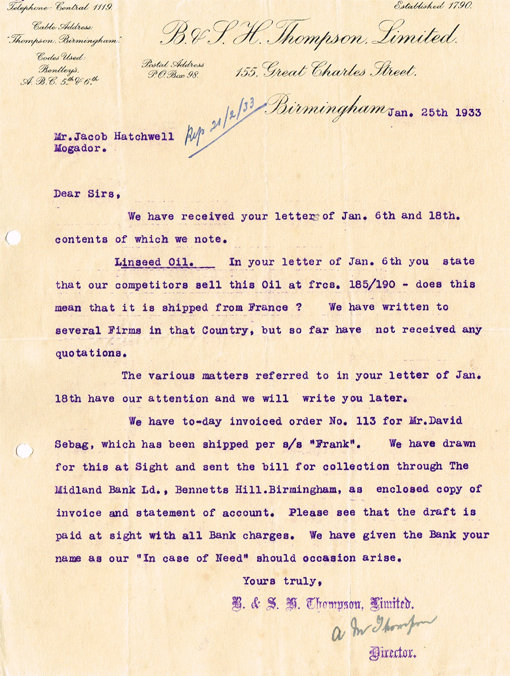 Telephone-Central 1119.
Established 1790.
Cable Address:
"Thompson, Birmingham"
Codes Used:
Bentleys.
A.B.C. 5th & 6th
B. & S. H. Thompson, Limited.
Postal Address
P.O. Box 98.
155, Great Charles Street,
Birmingham Jan. 25th 1933
Rep 21/2/33
Mr.Jacob Hatchwell
Mogador.
Dear Sirs,
We have received your letter of Jan. 6th and 18th.
contents of which we note.
Linseed Oil. In your letter of Jan. 6th you state
that our competitors sell this Oil at frcs. 185/190 - does this
mean that it is shipped from France ? We have written to
several Firms in that Country, but so far have not received any
quotations.
The various matters referred to in your letter of Jan.
18th have our attention and we will write you later.
We have to-day invoiced order No. 113 for Mr.David
Sebag, which has been shipped per s/s "Frank". We have drawn
for this at Sight and sent the bill for collection through The
Midland Bank Ld., Bennetts Hill.Birmingham, as enclosed copy of
invoice and statement of account. Please see that the draft is
paid at sight with all Bank charges. We have given the Bank your
name as our "In case of Need" should occasion arise.
Yours truly,
B. & S. H. Thompson, Limited.
A M Thompson
Director.